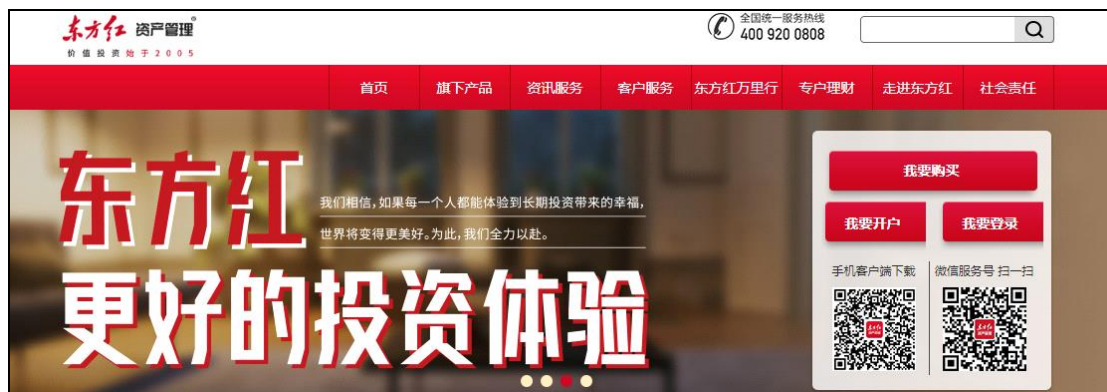 东方红 资产管理
价值投资始于2005
全国统一服务热线
400 920 0808
首页 旗下产品 资讯服务 客户服务 东方红万里行 专户理财 走进东方红 社会责任
东方红
我们相信,如果每一个人都能体验到长期投资带来的幸福,
世界将变得更美好。为此,我们全力以赴。
更好的投资体验
我要购买
我要开户 我要登录
手机客户端下载 微信服务号 扫一扫